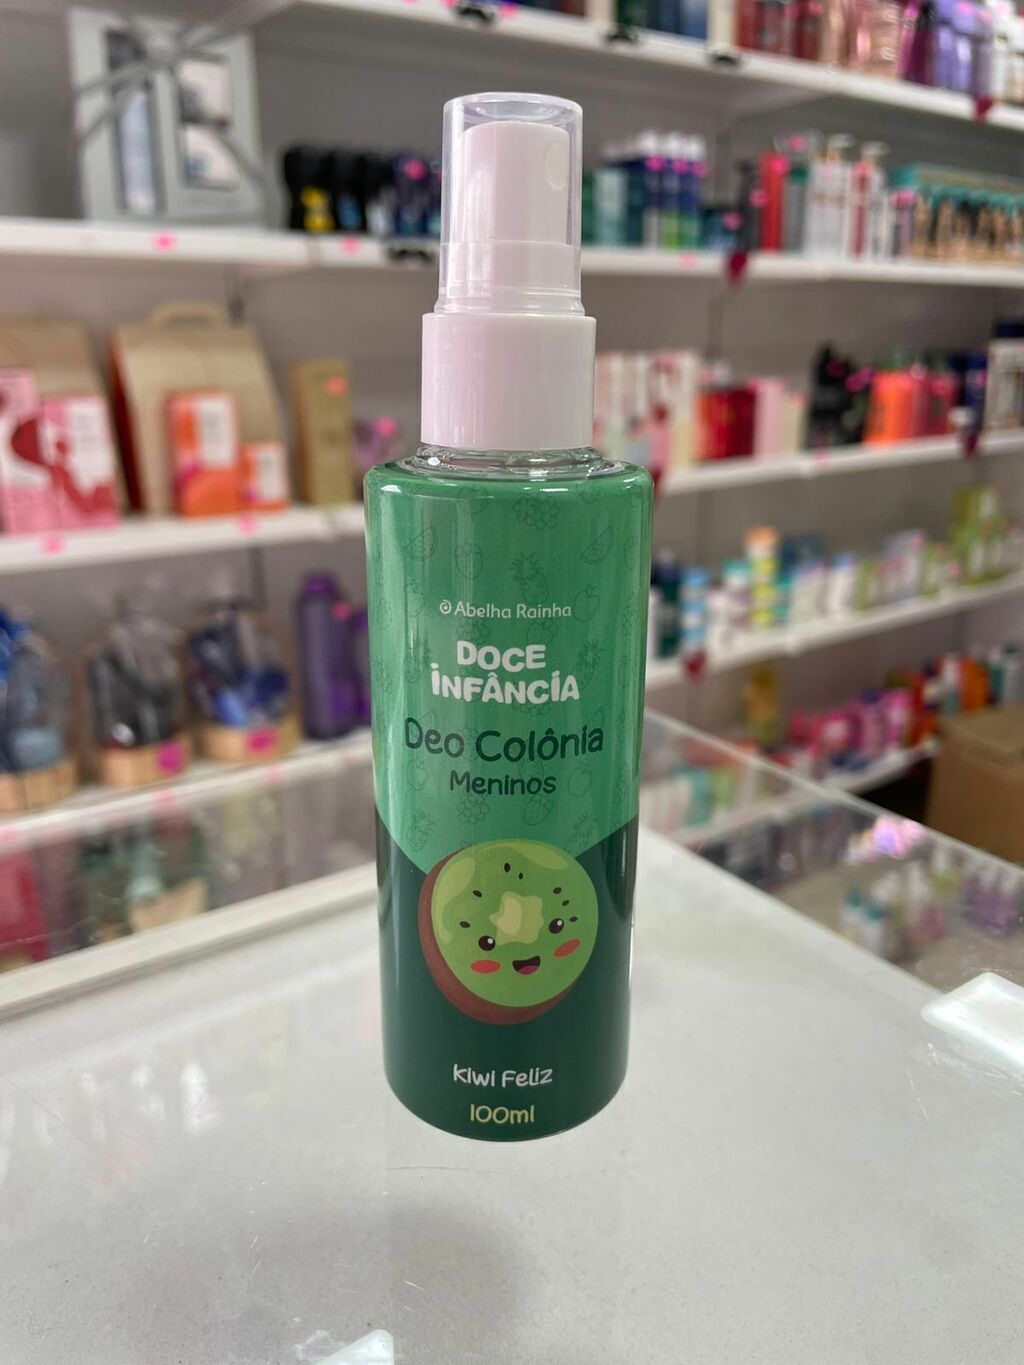 Abelha Rainha
DOCE
INFÂNCIA
Deo Colônia
Meninos
Kiwi Feliz
100ml